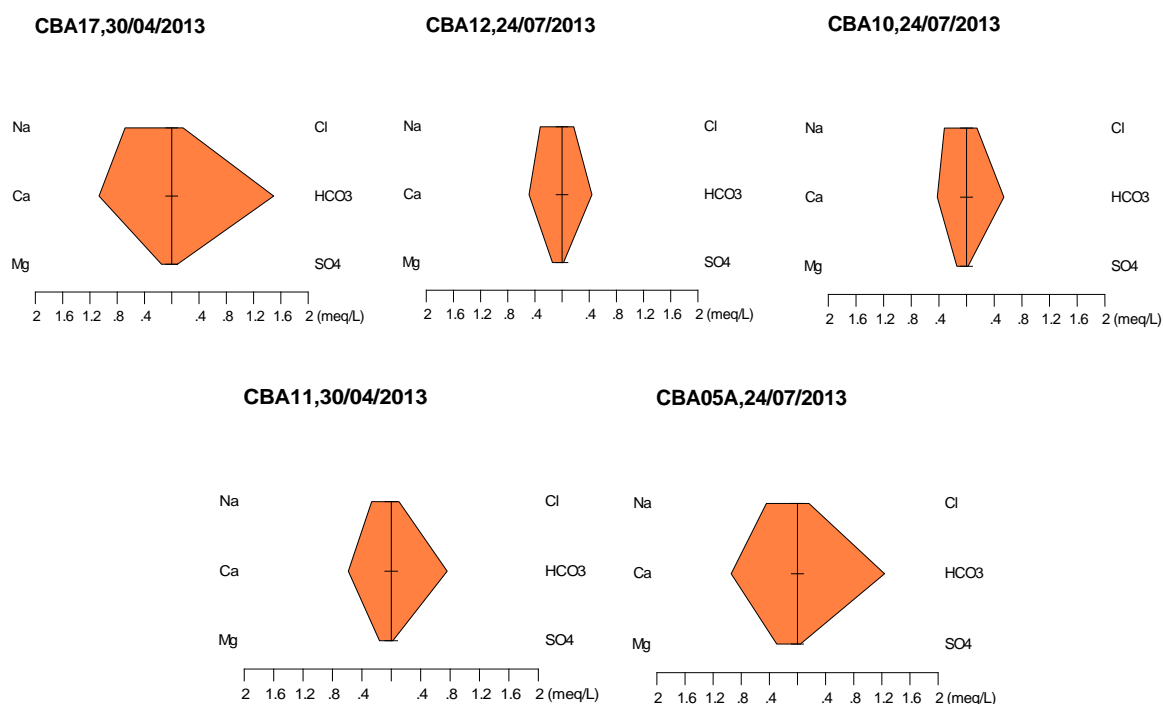 CBA17,30/04/2013
CBA12,24/07/2013
CBA10,24/07/2013
Na Cl
Ca HCO3
Mg SO4
2 1.6 1.2 .8 .4 .4 .8 1.2 1.6 2 (meq/L)
Na Cl
Ca HCO3
Mg SO4
2 1.6 1.2 .8 .4 .4 .8 1.2 1.6 2 (meq/L)
Na Cl
Ca HCO3
Mg SO4
2 1.6 1.2 .8 .4 .4 .8 1.2 1.6 2 (meq/L)
CBA11,30/04/2013
CBA05A,24/07/2013
Na Cl
Ca HCO3
Mg SO4
2 1.6 1.2 .8 .4 .4 .8 1.2 1.6 2 (meq/L)
Na Cl
Ca HCO3
Mg SO4
2 1.6 1.2 .8 .4 .4 .8 1.2 1.6 2 (meq/L)